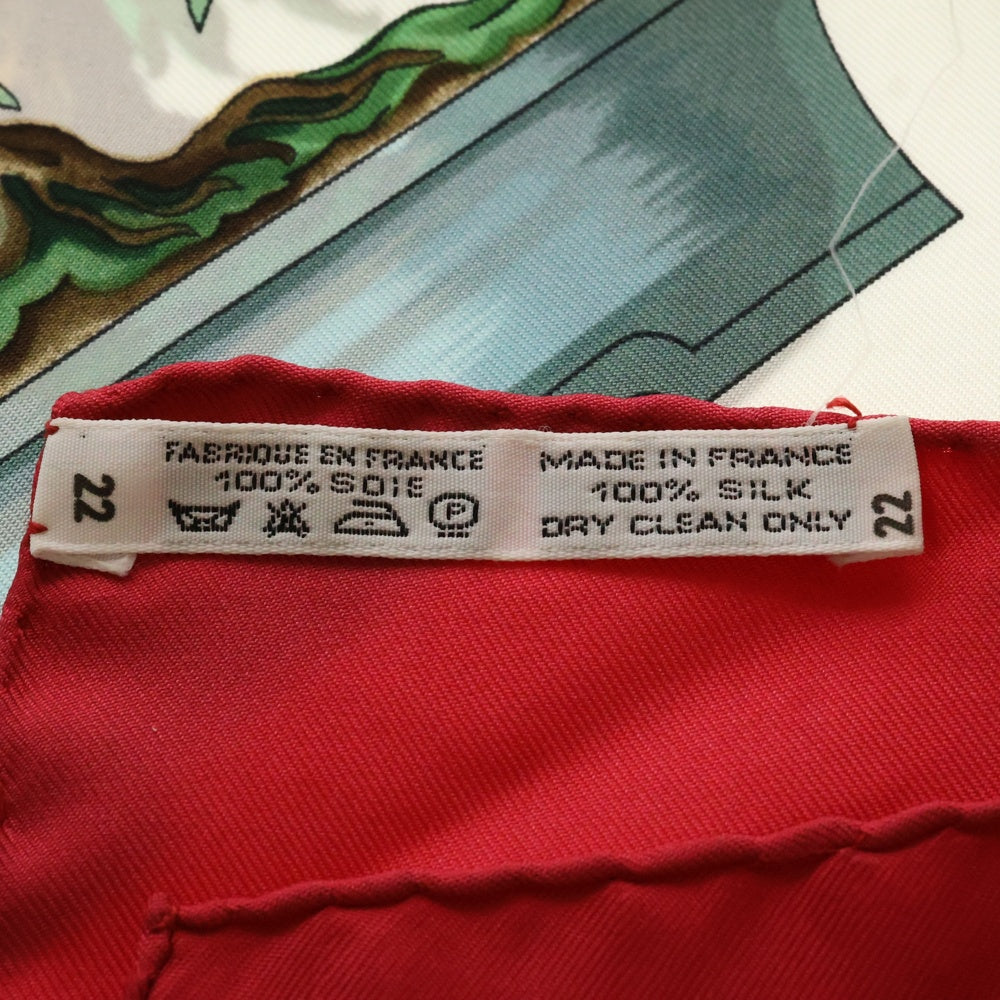 22
FABRIQUE EN FRANCE
100% SOIE
P
MADE IN FRANCE
100% SILK
DRY CLEAN ONLY
22